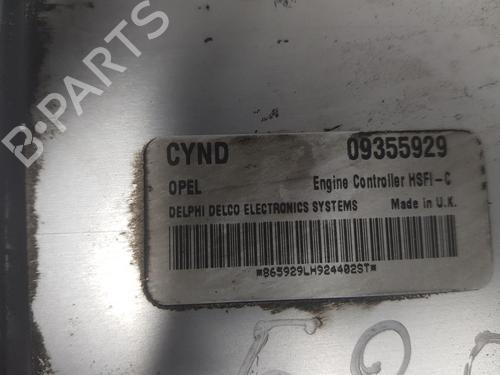 B-PARTS
CYND 09355929
OPEL Engine Controller HSFI-C
DELPHI DELCO ELECTRONICS SYSTEMS Made in U.K.
*865929LH924402ST*